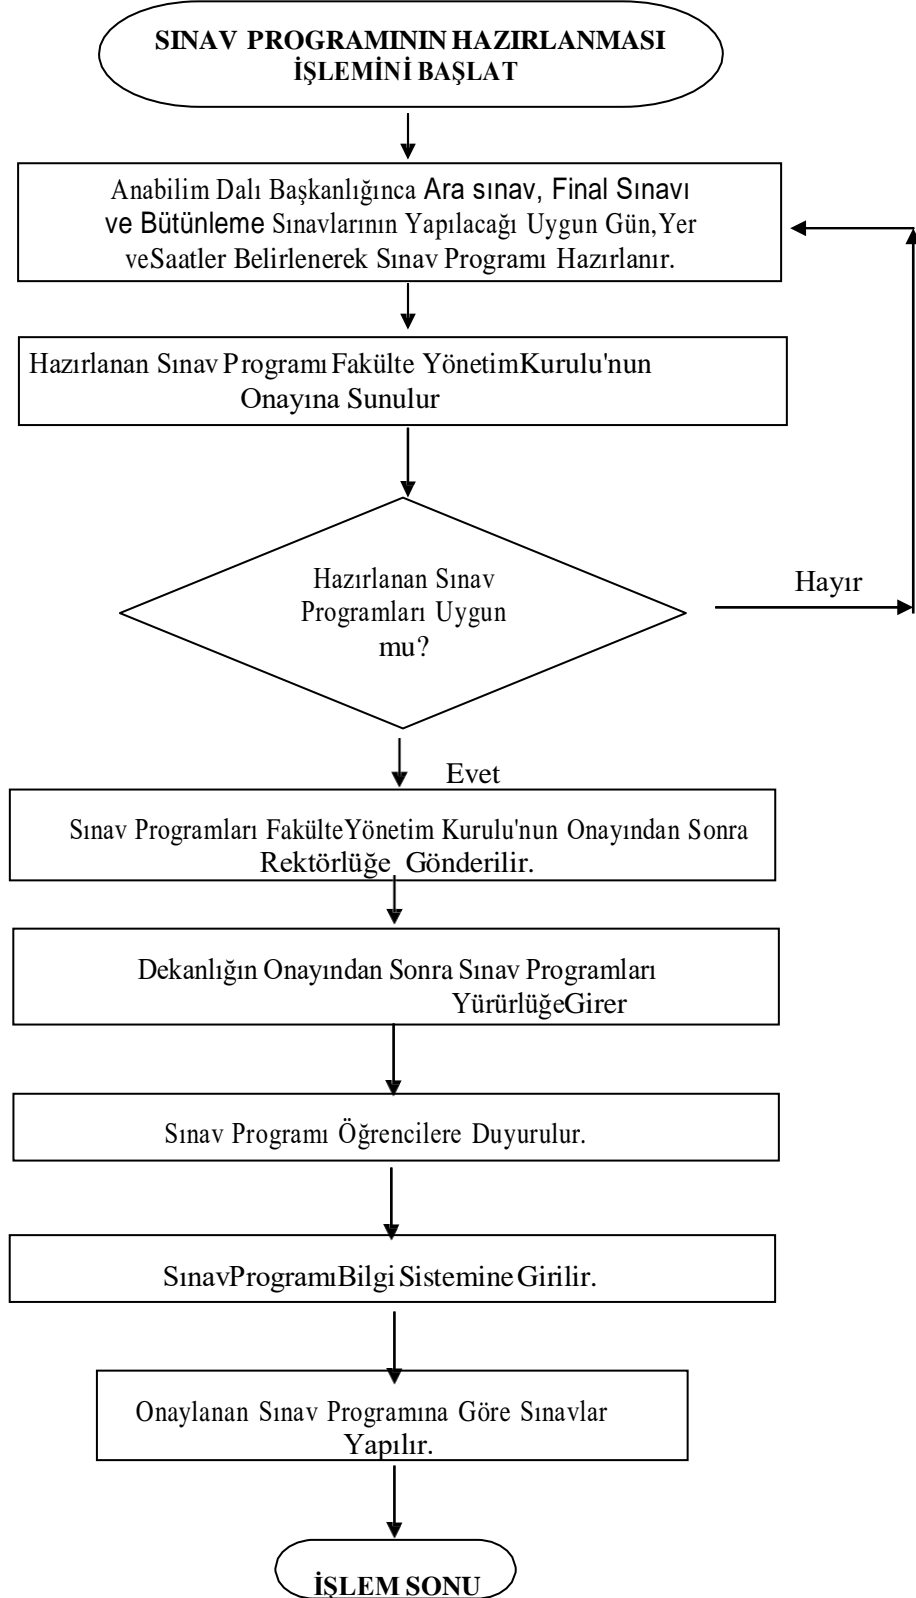 SINAV PROGRAMININ HAZIRLANMASI
İŞLEMİNİ BAŞLAT
Anabilim Dalı Başkanlığınca Ara sınav, Final Sınavı
ve Bütünleme Sınavlarının Yapılacağı Uygun Gün,Yer
veSaatler Belirlenerek Sınav Programı Hazırlanır.
Hazırlanan Sınav Programı Fakülte YönetimKurulu'nun
Onayına Sunulur
Hazırlanan Sınav
Programları Uygun
mu?
Hayır
Evet
Sınav Programları FakülteYönetim Kurulu'nun Onayından Sonra
Rektörlüğe Gönderilir.
Dekanlığın Onayından Sonra Sınav Programları
YürürlüğeGirer
Sınav Programı Öğrencilere Duyurulur.
SınavProgramıBilgi Sistemine Girilir.
Onaylanan Sınav Programına Göre Sınavlar
Yapılır.
İŞLEM SONU